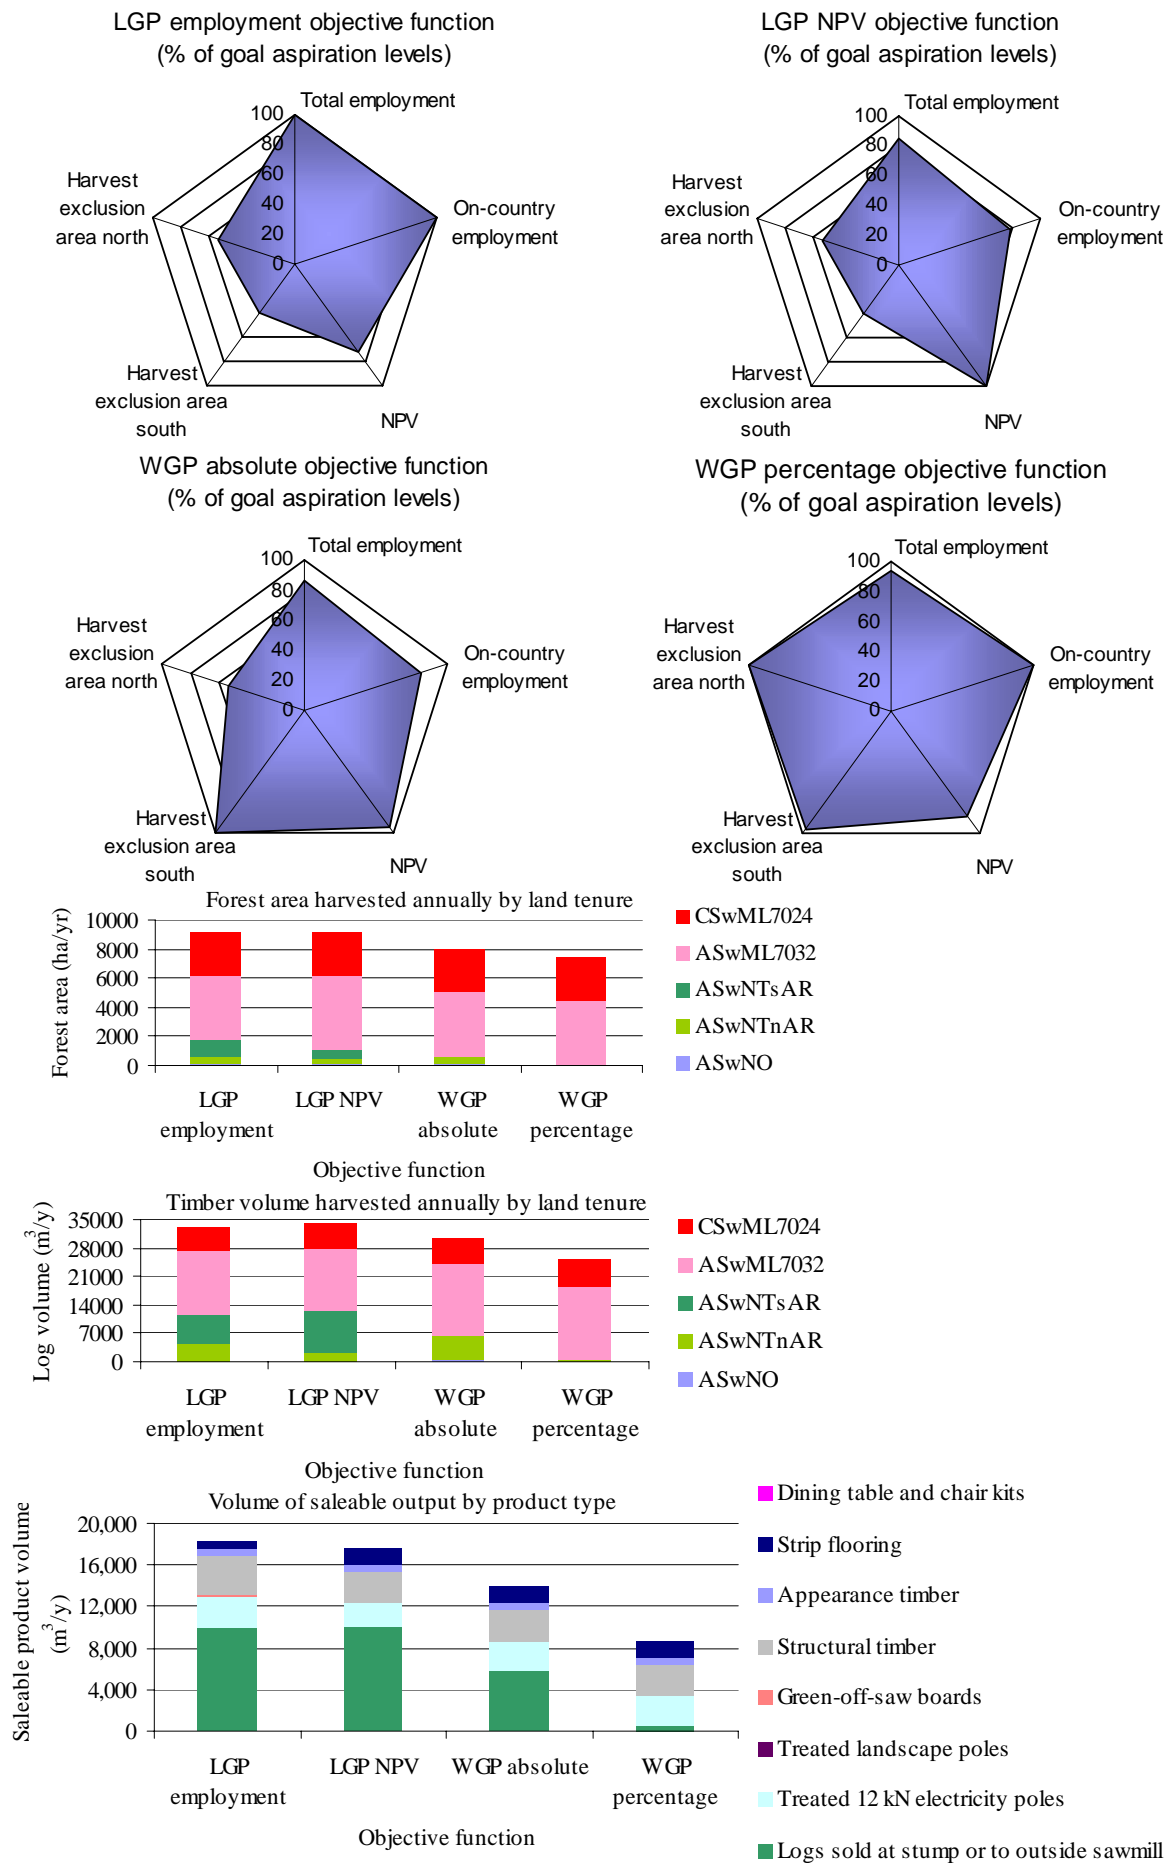 LGP employment objective function
(% of goal aspiration levels)
100
80
60
40
20
0
Total employment
On-country
employment
NPV
Harvest
exclusion area
south
Harvest
exclusion
area north
LGP NPV objective function
(% of goal aspiration levels)
100
80
60
40
20
0
Total employment
On-country
employment
NPV
Harvest
exclusion area
south
Harvest
exclusion
area north
WGP absolute objective function
(% of goal aspiration levels)
100
80
60
40
20
0
Total employment
On-country
employment
NPV
Harvest
exclusion area
south
Harvest
exclusion
area north
WGP percentage objective function
(% of goal aspiration levels)
100
80
60
40
20
0
Total employment
On-country
employment
NPV
Harvest
exclusion area
south
Harvest
exclusion
area north
Forest area harvested annually by land tenure
Forest area (ha/yr)
10000
8000
6000
4000
2000
0
LGP
employment
LGP NPV
WGP
absolute
WGP
percentage
Objective function
CSwML7024
ASwML7032
ASwNTsAR
ASwNTnAR
ASwNO
Timber volume harvested annually by land tenure
Log volume (m³/y)
35000
28000
21000
14000
7000
0
LGP
employment
LGP NPV
WGP
absolute
WGP
percentage
Objective function
CSwML7024
ASwML7032
ASwNTsAR
ASwNTnAR
ASwNO
Volume of saleable output by product type
Saleable product volume
(m³/y)
20,000
16,000
12,000
8,000
4,000
0
LGP
employment
LGP NPV
WGP absolute
WGP
percentage
Objective function
Dining table and chair kits
Strip flooring
Appearance timber
Structural timber
Green-off-saw boards
Treated landscape poles
Treated 12 kN electricity poles
Logs sold at stump or to outside sawmill